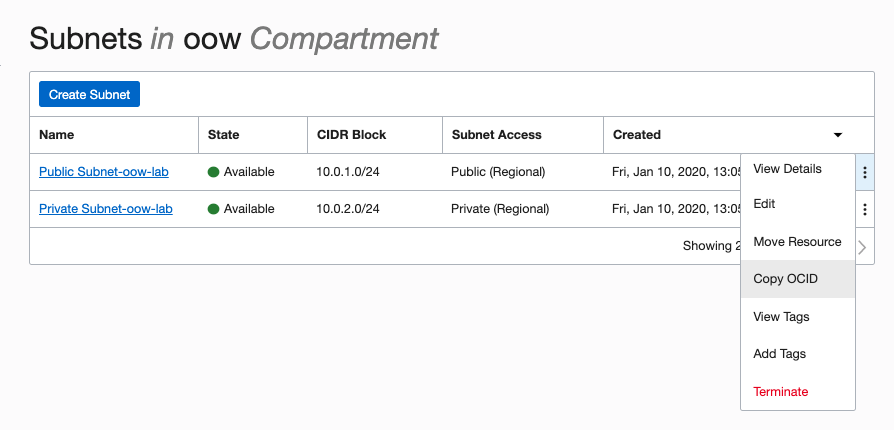 Subnets in oow Compartment
Create Subnet
Name State CIDR Block Subnet Access Created
Public Subnet-oow-lab Available 10.0.1.0/24 Public (Regional) Fri, Jan 10, 2020, 13:05
Private Subnet-oow-lab Available 10.0.2.0/24 Private (Regional) Fri, Jan 10, 2020, 13:05
Showing 2
View Details
Edit
Move Resource
Copy OCID
View Tags
Add Tags
Terminate